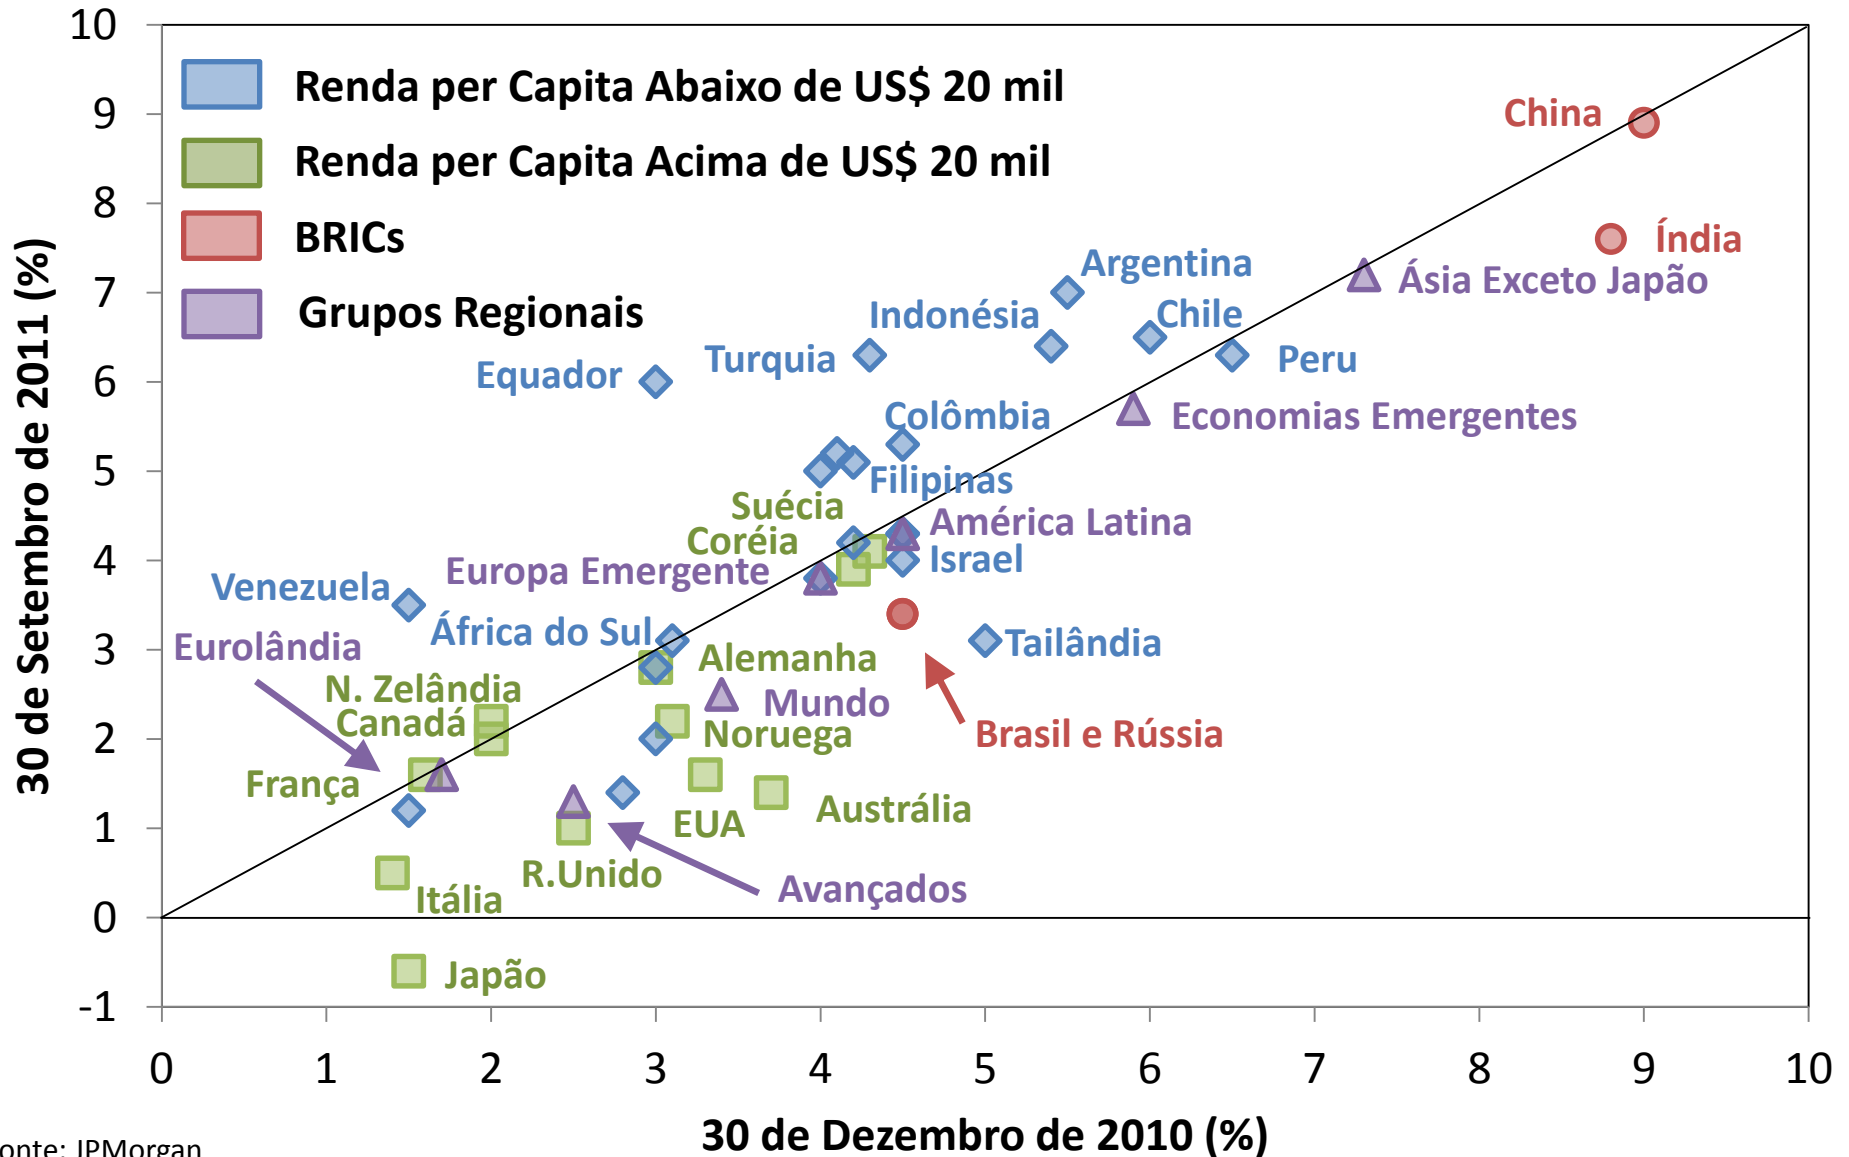 10
9
8
7
6
5
4
3
2
1
0
-1
30 de Setembro de 2011 (%)
Renda per Capita Abaixo de US$ 20 mil
Renda per Capita Acima de US$ 20 mil
BRICs
Grupos Regionais
China
Índia
Ásia Exceto Japão
Argentina
Indonésia
Chile
Turquia
Peru
Equador
Colômbia
Economias Emergentes
Filipinas
Suécia
América Latina
Coréia
Israel
Europa Emergente
Venezuela
África do Sul
Tailândia
Eurolândia
Alemanha
N. Zelândia
Mundo
Canadá
Noruega
Brasil e Rússia
França
Austrália
EUA
R.Unido
Avançados
Itália
Japão
0 1 2 3 4 5 6 7 8 9 10
30 de Dezembro de 2010 (%)
onte: JPMorgan